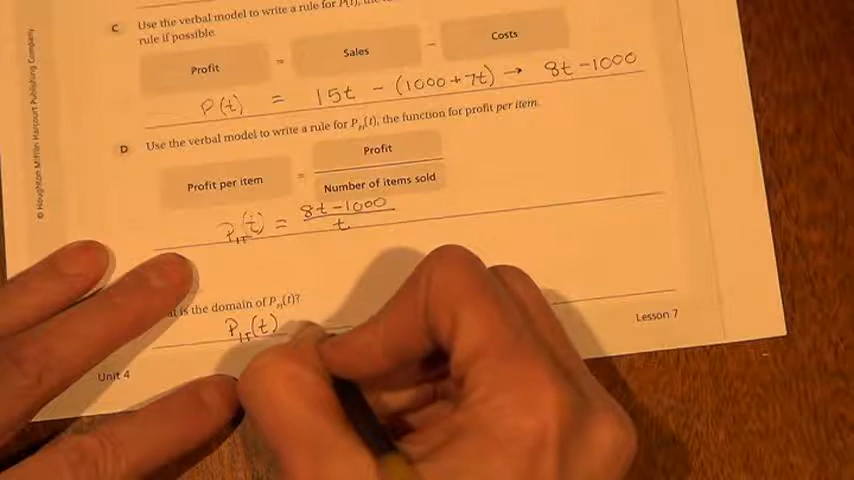 © Houghton Mifflin Harcourt Publishing Company
C Use the verbal model to write a rule for P(t), the
rule if possible.
Profit = Sales - Costs
P(t) = 15t - (1000+7t) → 8t-1000
D Use the verbal model to write a rule for P_PI(t), the function for profit per item.
Profit per item = Profit / Number of items sold
P_PI(t) = 8t-1000 / t
is the domain of P_PI(t)?
P_PI(t)
Lesson 7
Unit 4